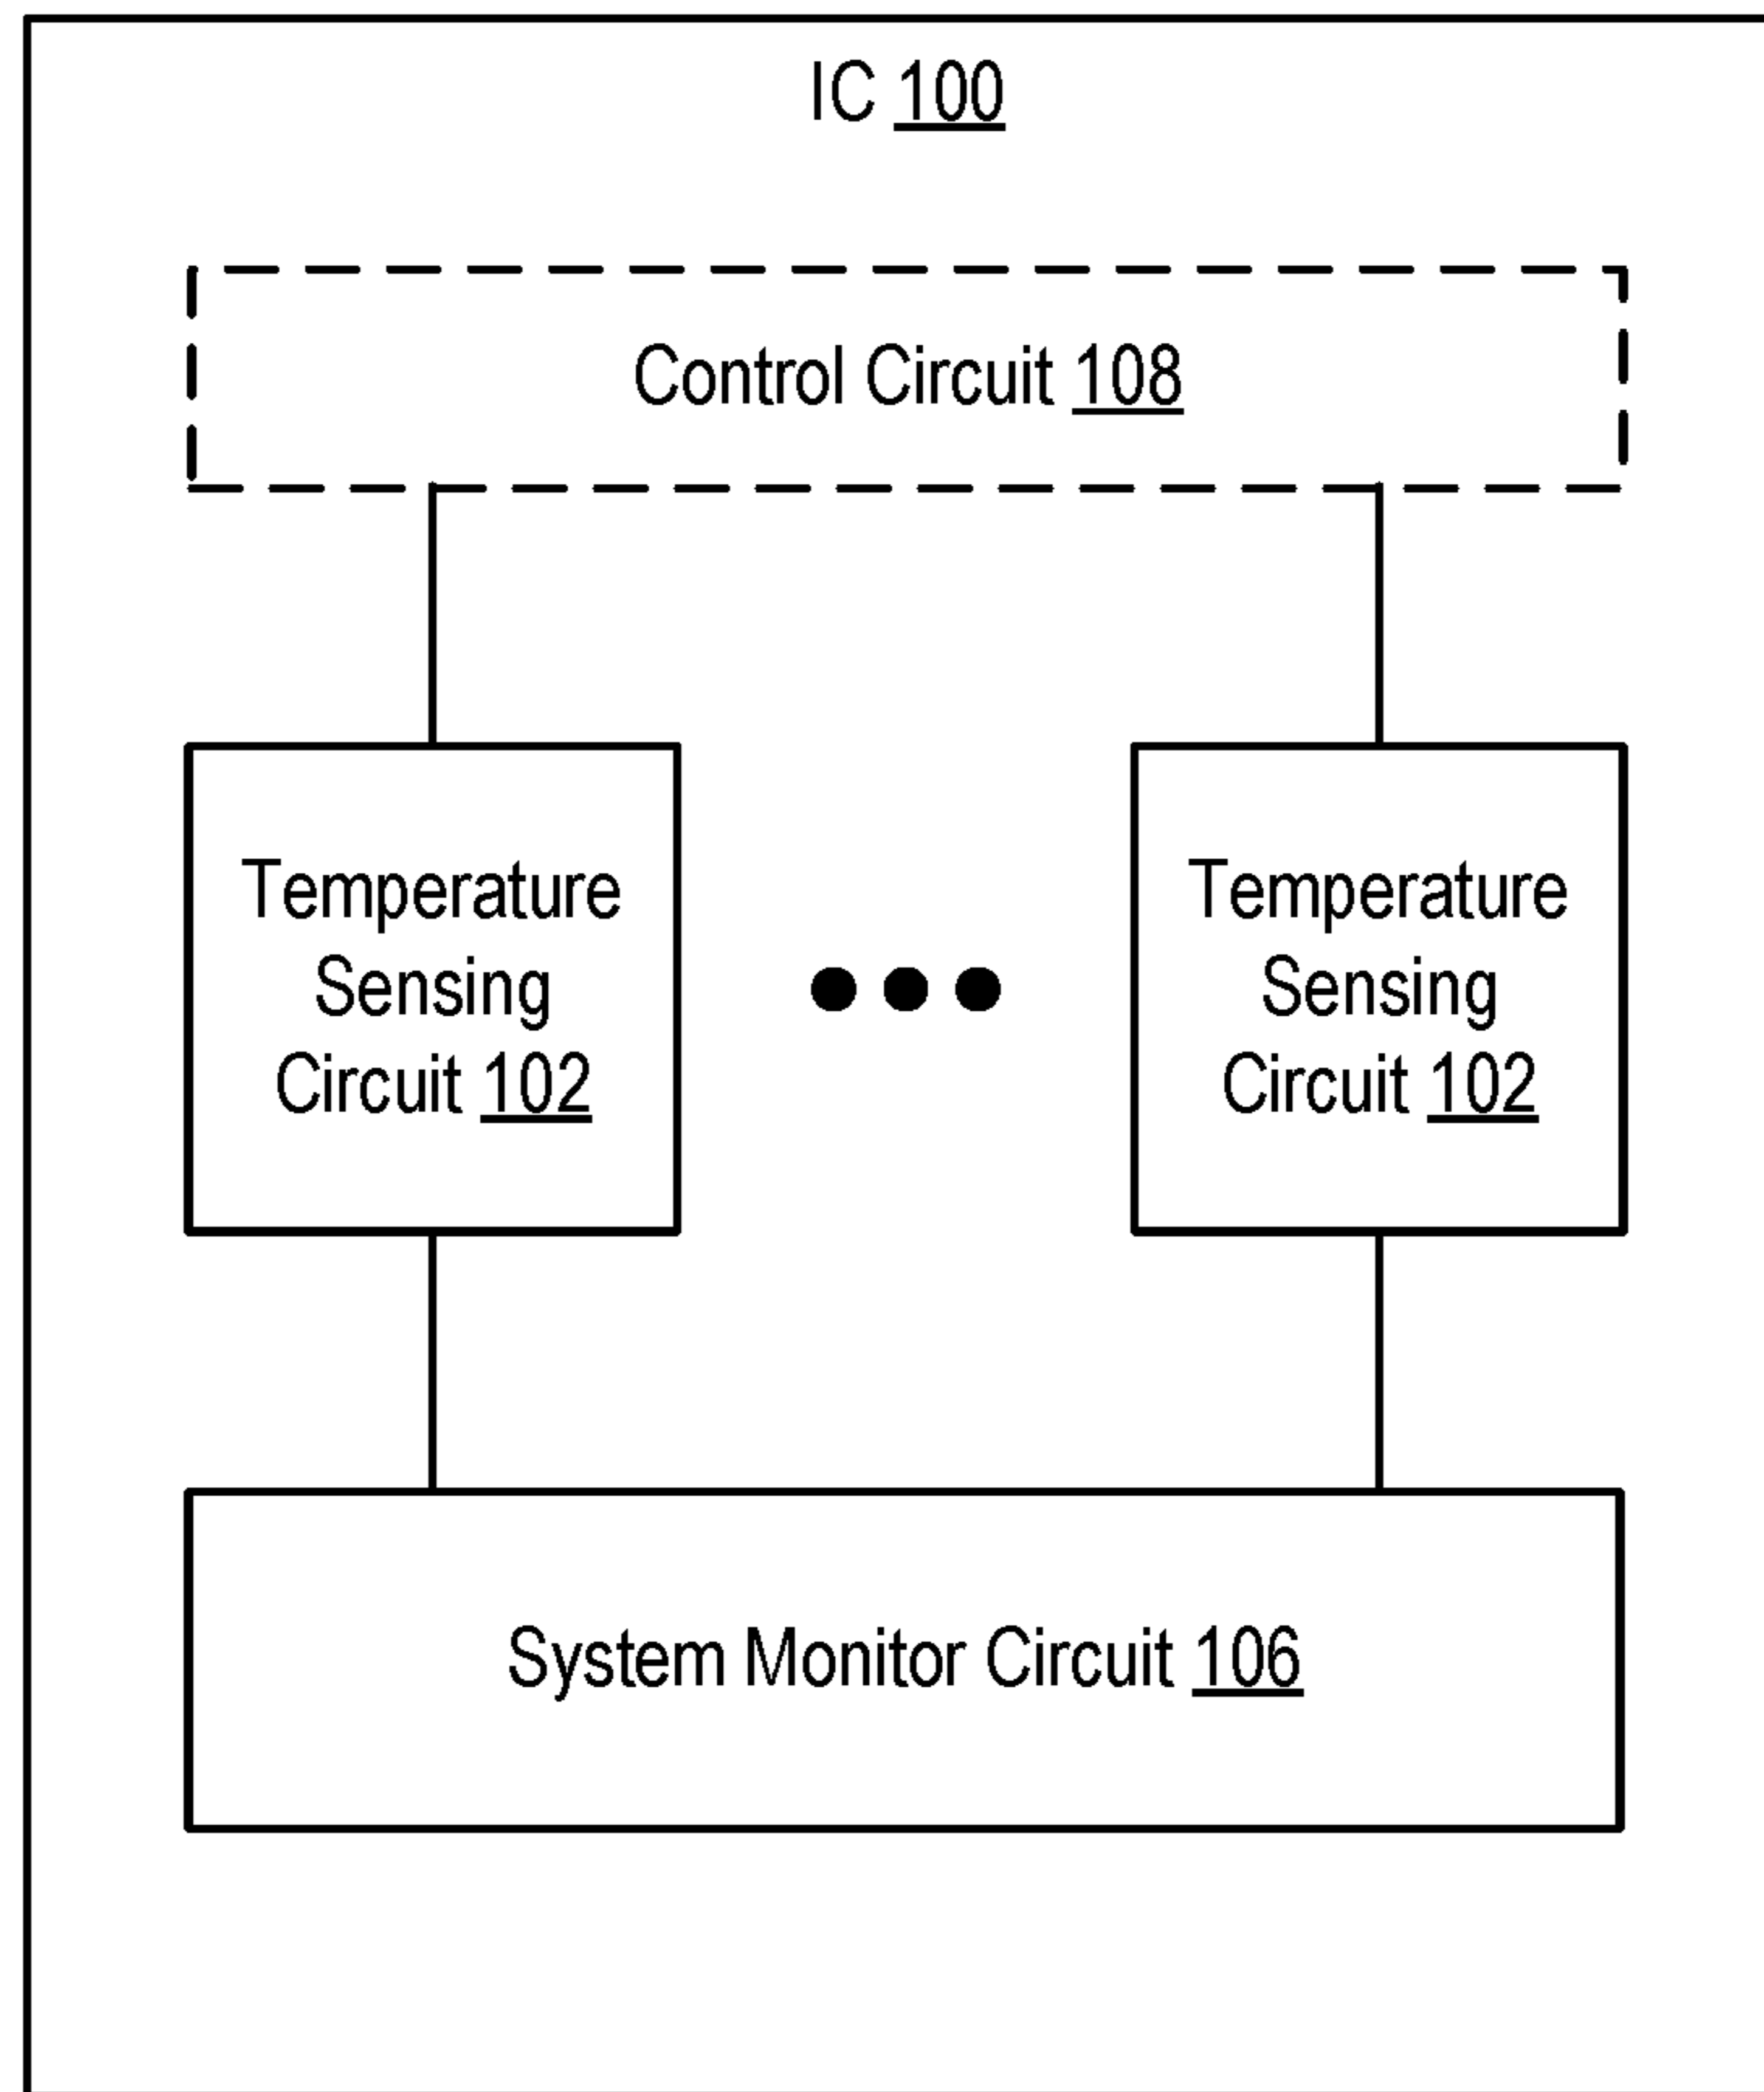 IC 100
Control Circuit 108
Temperature
Sensing
Circuit 102
Temperature
Sensing
Circuit 102
System Monitor Circuit 106